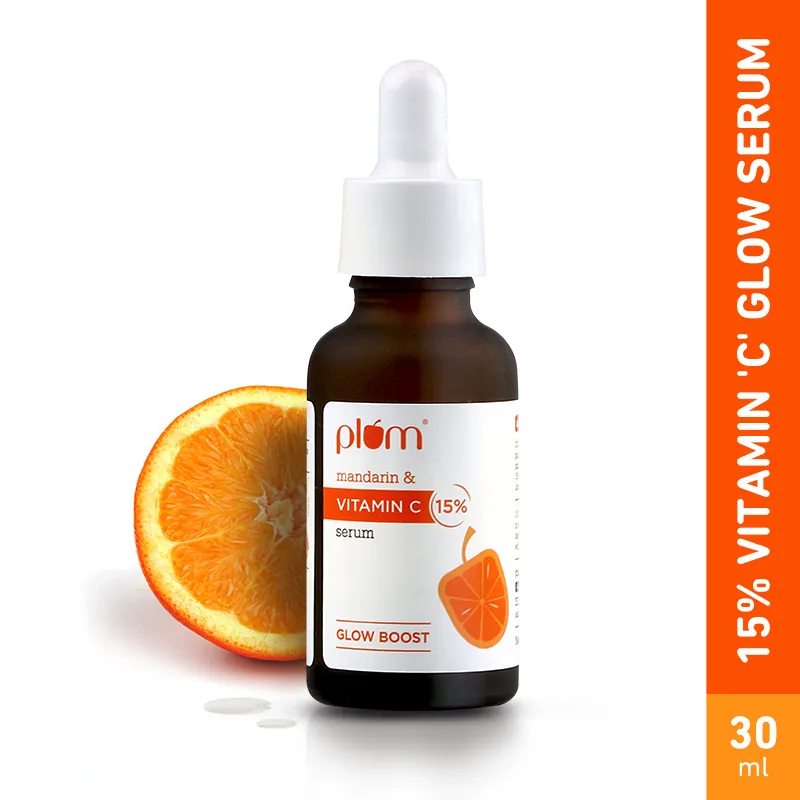 plum®
mandarin &
VITAMIN C 15%
serum
GLOW BOOST
15% VITAMIN 'C' GLOW SERUM
30
ml